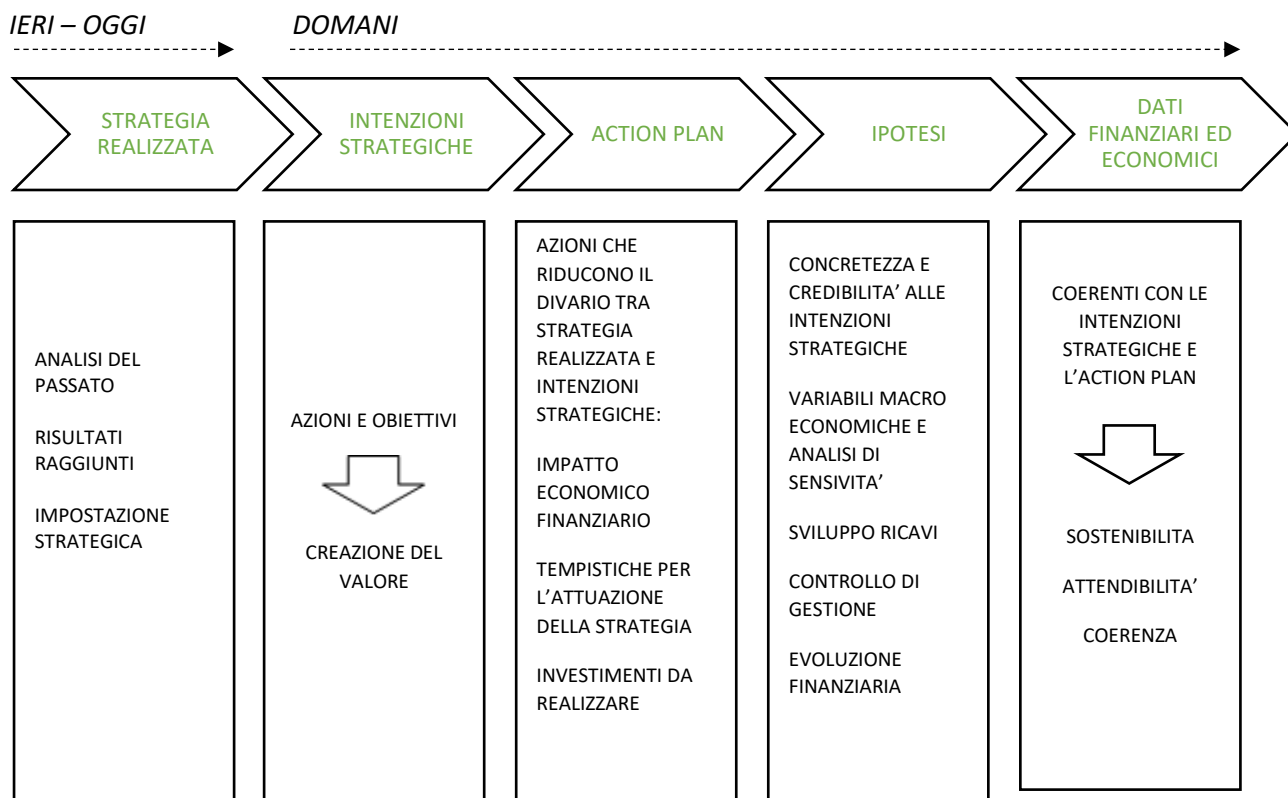 IERI – OGGI
DOMANI
STRATEGIA
REALIZZATA
INTENZIONI
STRATEGICHE
ACTION PLAN
IPOTESI
DATI
FINANZIARI ED
ECONOMICI
ANALISI DEL
PASSATO
RISULTATI
RAGGIUNTI
IMPOSTAZIONE
STRATEGICA
AZIONI E OBIETTIVI
CREAZIONE DEL
VALORE
AZIONI CHE
RIDUCONO IL
DIVARIO TRA
STRATEGIA
REALIZZATA E
INTENZIONI
STRATEGICHE:
IMPATTO
ECONOMICO
FINANZIARIO
TEMPISTICHE PER
L’ATTUAZIONE
DELLA STRATEGIA
INVESTIMENTI DA
REALIZZARE
CONCRETEZZA E
CREDIBILITA’ ALLE
INTENZIONI
STRATEGICHE
VARIABILI MACRO
ECONOMICHE E
ANALISI DI
SENSIVITA’
SVILUPPO RICAVI
CONTROLLO DI
GESTIONE
EVOLUZIONE
FINANZIARIA
COERENTI CON LE
INTENZIONI
STRATEGICHE E
L’ACTION PLAN
SOSTENIBILITA
ATTENDIBILITA’
COERENZA